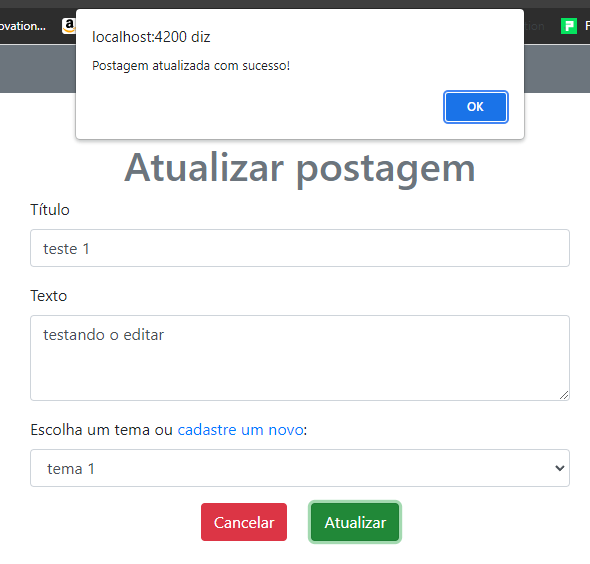 ovation...
localhost:4200 diz
Postagem atualizada com sucesso!
OK
Atualizar postagem
Título
teste 1
Texto
testando o editar
Escolha um tema ou cadastre um novo:
tema 1
Cancelar
Atualizar